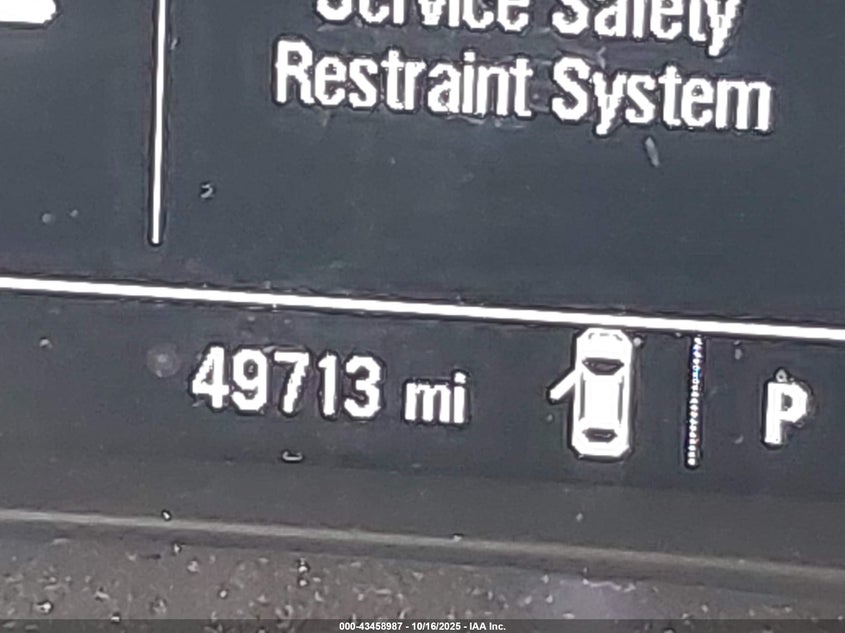 Service Safety
Restraint System
49713 mi
P
000-43458987 - 10/16/2025 - IAA Inc.